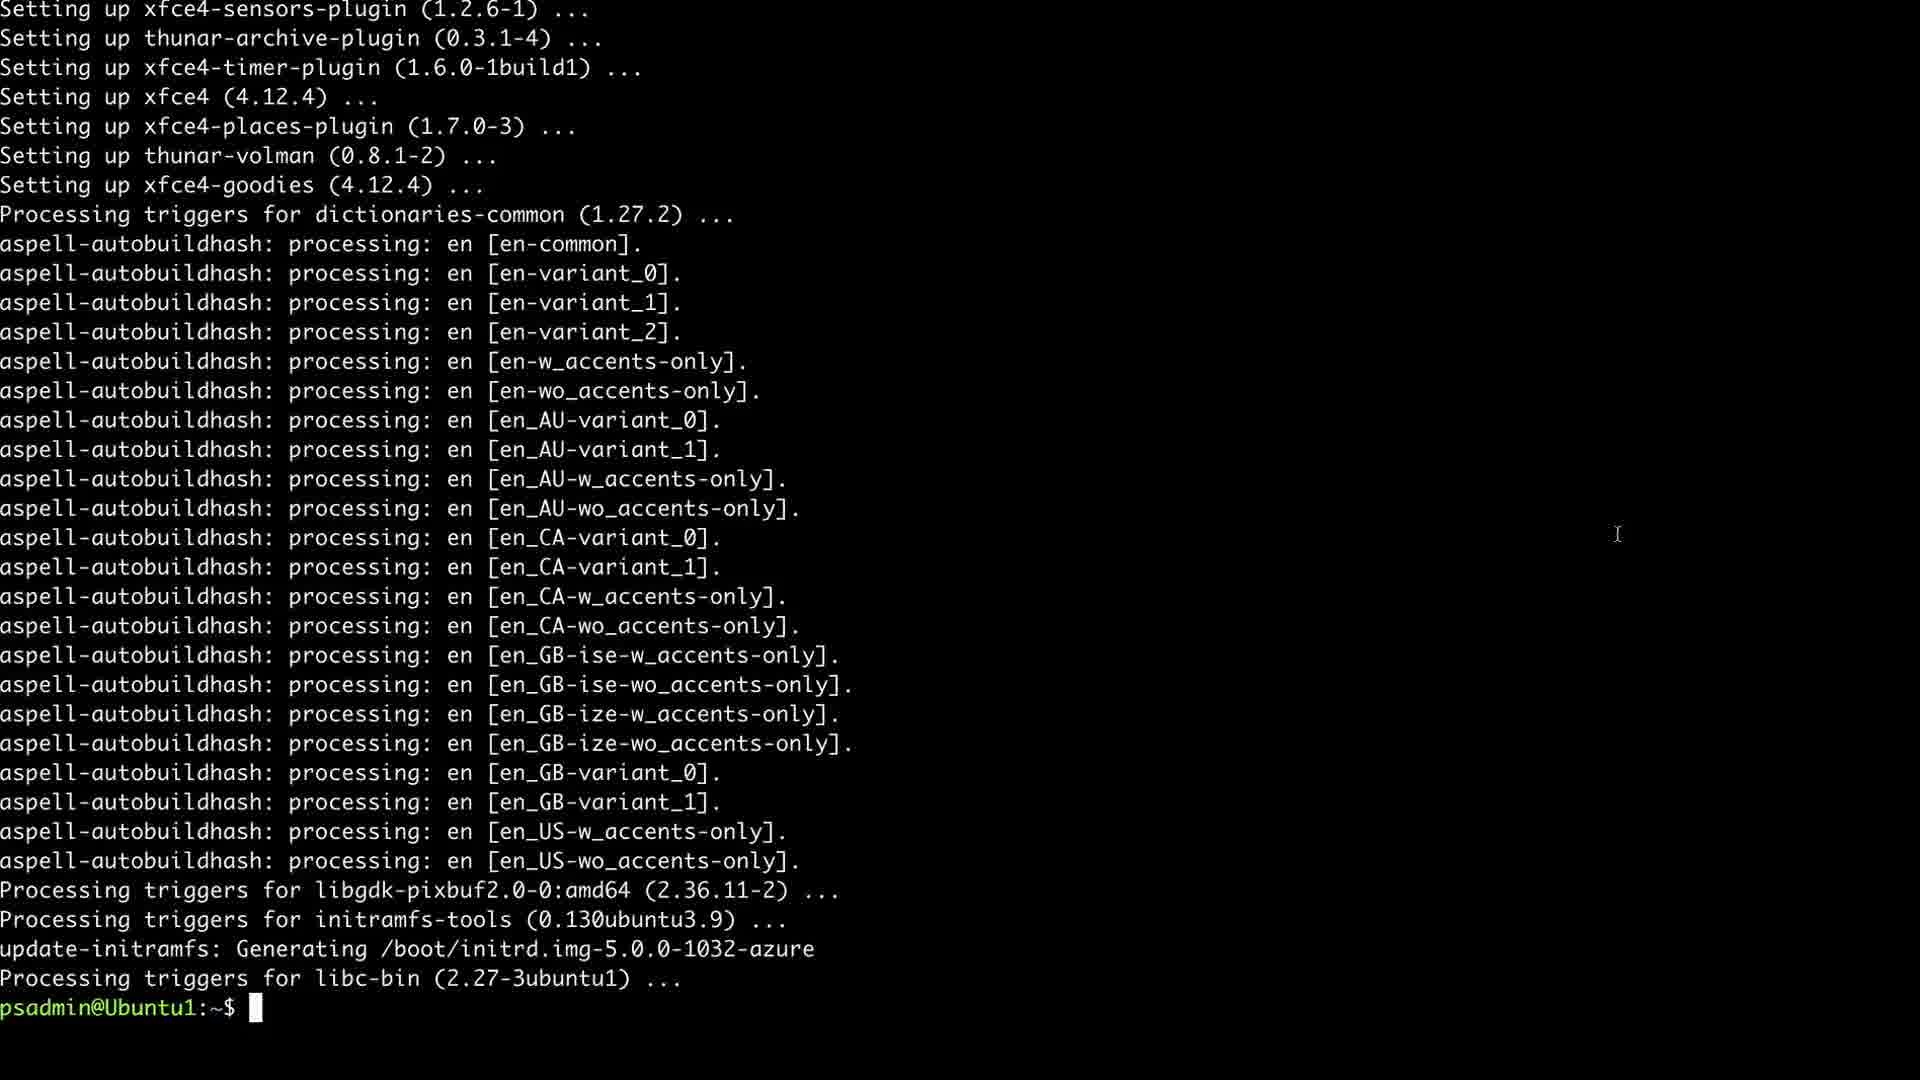 Setting up xfce4-sensors-plugin (1.2.6-1) ...
Setting up thunar-archive-plugin (0.3.1-4) ...
Setting up xfce4-timer-plugin (1.6.0-1build1) ...
Setting up xfce4 (4.12.4) ...
Setting up xfce4-places-plugin (1.7.0-3) ...
Setting up thunar-volman (0.8.1-2) ...
Setting up xfce4-goodies (4.12.4) ...
Processing triggers for dictionaries-common (1.27.2) ...
aspell-autobuildhash: processing: en [en-common].
aspell-autobuildhash: processing: en [en-variant_0].
aspell-autobuildhash: processing: en [en-variant_1].
aspell-autobuildhash: processing: en [en-variant_2].
aspell-autobuildhash: processing: en [en-w_accents-only].
aspell-autobuildhash: processing: en [en-wo_accents-only].
aspell-autobuildhash: processing: en [en_AU-variant_0].
aspell-autobuildhash: processing: en [en_AU-variant_1].
aspell-autobuildhash: processing: en [en_AU-w_accents-only].
aspell-autobuildhash: processing: en [en_AU-wo_accents-only].
aspell-autobuildhash: processing: en [en_CA-variant_0].
aspell-autobuildhash: processing: en [en_CA-variant_1].
aspell-autobuildhash: processing: en [en_CA-w_accents-only].
aspell-autobuildhash: processing: en [en_CA-wo_accents-only].
aspell-autobuildhash: processing: en [en_GB-ise-w_accents-only].
aspell-autobuildhash: processing: en [en_GB-ise-wo_accents-only].
aspell-autobuildhash: processing: en [en_GB-ize-w_accents-only].
aspell-autobuildhash: processing: en [en_GB-ize-wo_accents-only].
aspell-autobuildhash: processing: en [en_GB-variant_0].
aspell-autobuildhash: processing: en [en_GB-variant_1].
aspell-autobuildhash: processing: en [en_US-w_accents-only].
aspell-autobuildhash: processing: en [en_US-wo_accents-only].
Processing triggers for libgdk-pixbuf2.0-0:amd64 (2.36.11-2) ...
Processing triggers for initramfs-tools (0.130ubuntu3.9) ...
update-initramfs: Generating /boot/initrd.img-5.0.0-1032-azure
Processing triggers for libc-bin (2.27-3ubuntu1) ...
psadmin@Ubuntu1:~$